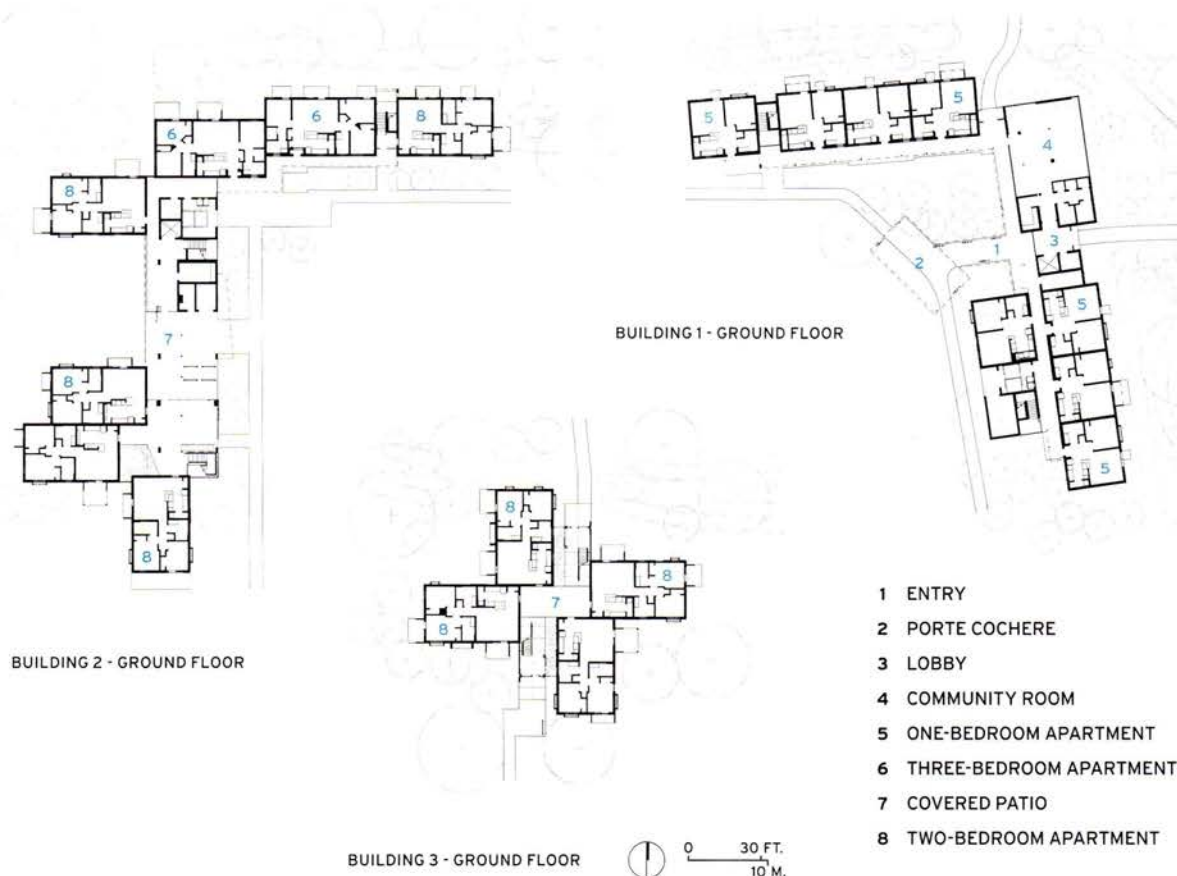 6
8
6
8
7
8
8
BUILDING 2 - GROUND FLOOR
5
5
4
3
2
1
5
5
BUILDING 1 - GROUND FLOOR
8
8
7
8
BUILDING 3 - GROUND FLOOR
0 30 FT.
10 M.
1 ENTRY
2 PORTE COCHERE
3 LOBBY
4 COMMUNITY ROOM
5 ONE-BEDROOM APARTMENT
6 THREE-BEDROOM APARTMENT
7 COVERED PATIO
8 TWO-BEDROOM APARTMENT